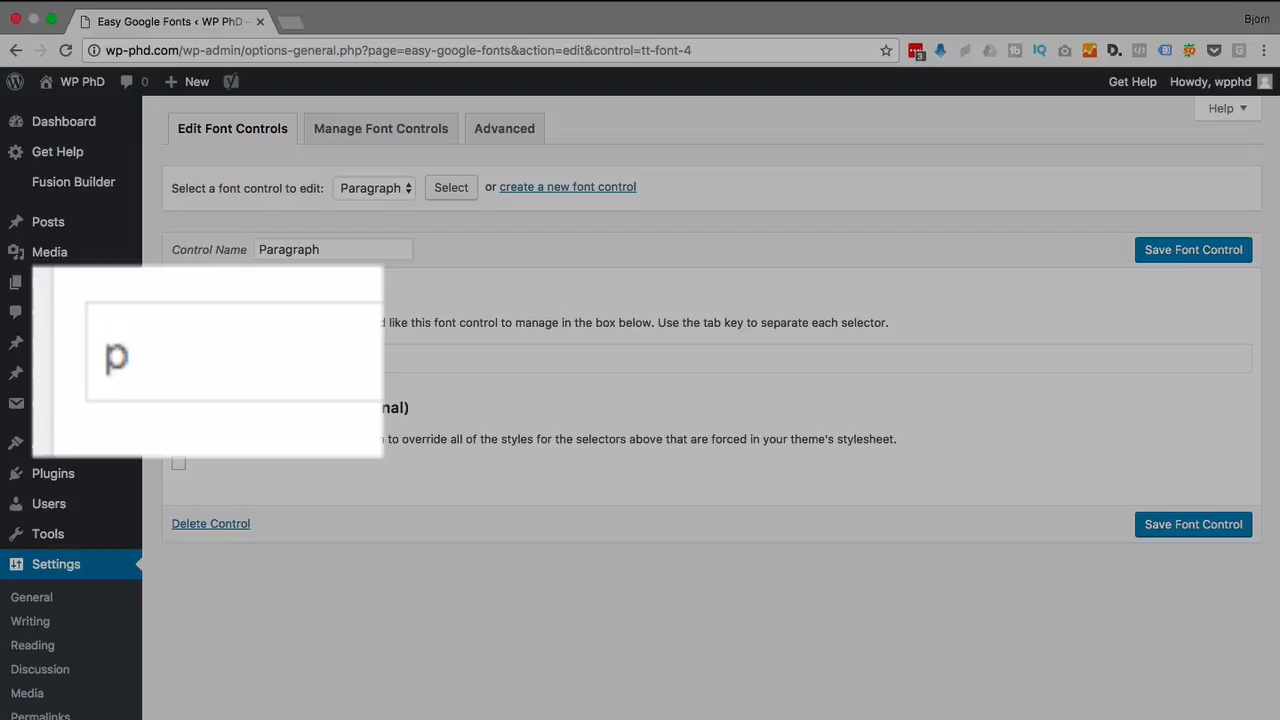 Easy Google Fonts ‹ WP PhD –
Bjorn
wp-phd.com/wp-admin/options-general.php?page=easy-google-fonts&action=edit&control=tt-font-4
3
WP PhD
0
New
Get Help
Howdy, wpphd
Help
Dashboard
Get Help
Fusion Builder
Posts
Media
Plugins
Users
Tools
Settings
General
Writing
Reading
Discussion
Media
Permalinks
Edit Font Controls
Manage Font Controls
Advanced
Select a font control to edit:
Paragraph
Select
or create a new font control
Control Name
Paragraph
Save Font Control
like this font control to manage in the box below. Use the tab key to separate each selector.
p
nal)
to override all of the styles for the selectors above that are forced in your theme's stylesheet.
Delete Control
Save Font Control